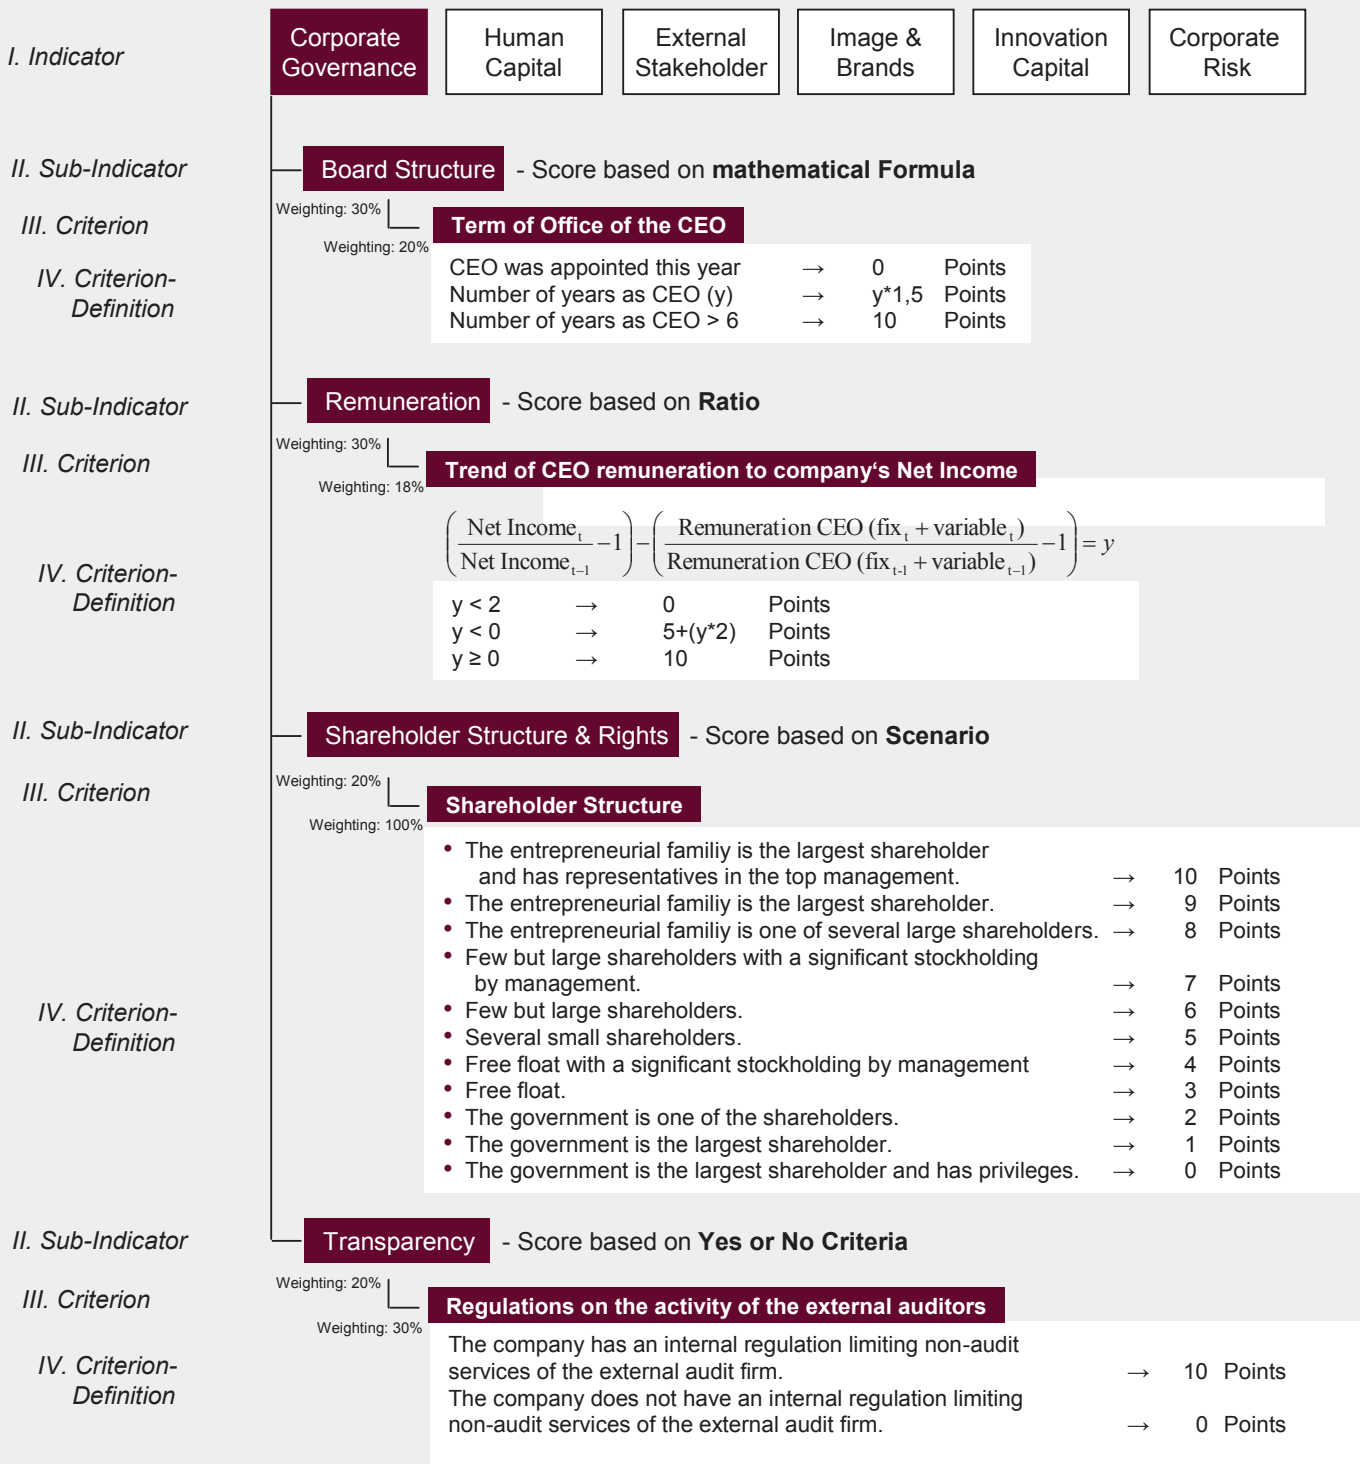 I. Indicator
Corporate
Governance
Human
Capital
External
Stakeholder
Image &
Brands
Innovation
Capital
Corporate
Risk
II. Sub-Indicator
Board Structure - Score based on mathematical Formula
Weighting: 30%
III. Criterion
Term of Office of the CEO
Weighting: 20%
IV. Criterion-
Definition
CEO was appointed this year → 0 Points
Number of years as CEO (y) → y*1,5 Points
Number of years as CEO > 6 → 10 Points
II. Sub-Indicator
Remuneration - Score based on Ratio
Weighting: 30%
III. Criterion
Trend of CEO remuneration to company‘s Net Income
Weighting: 18%
(Net Income t / Net Income t–1 − 1) − (Remuneration CEO (fix t + variable t) / Remuneration CEO (fix t-1 + variable t–1) − 1) = y
IV. Criterion-
Definition
y < 2 → 0 Points
y < 0 → 5+(y*2) Points
y ≥ 0 → 10 Points
II. Sub-Indicator
Shareholder Structure & Rights - Score based on Scenario
Weighting: 20%
III. Criterion
Shareholder Structure
Weighting: 100%
IV. Criterion-
Definition
• The entrepreneurial familiy is the largest shareholder
and has representatives in the top management. → 10 Points
• The entrepreneurial familiy is the largest shareholder. → 9 Points
• The entrepreneurial familiy is one of several large shareholders. → 8 Points
• Few but large shareholders with a significant stockholding
by management. → 7 Points
• Few but large shareholders. → 6 Points
• Several small shareholders. → 5 Points
• Free float with a significant stockholding by management → 4 Points
• Free float. → 3 Points
• The government is one of the shareholders. → 2 Points
• The government is the largest shareholder. → 1 Points
• The government is the largest shareholder and has privileges. → 0 Points
II. Sub-Indicator
Transparency - Score based on Yes or No Criteria
Weighting: 20%
III. Criterion
Regulations on the activity of the external auditors
Weighting: 30%
IV. Criterion-
Definition
The company has an internal regulation limiting non-audit
services of the external audit firm. → 10 Points
The company does not have an internal regulation limiting
non-audit services of the external audit firm. → 0 Points